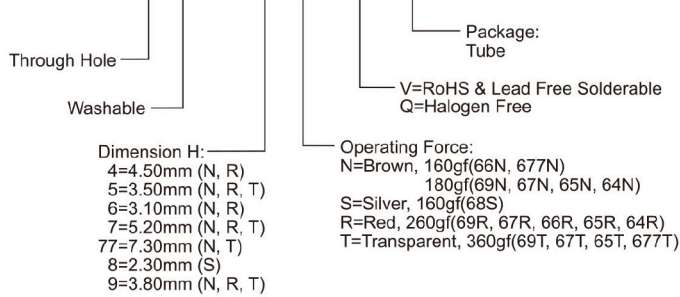 Package:
Tube
Through Hole
V=RoHS & Lead Free Solderable
Q=Halogen Free
Washable
Dimension H:
4=4.50mm (N, R)
5=3.50mm (N, R, T)
6=3.10mm (N, R)
7=5.20mm (N, R, T)
77=7.30mm (N, T)
8=2.30mm (S)
9=3.80mm (N, R, T)
Operating Force:
N=Brown, 160gf(66N, 677N)
180gf(69N, 67N, 65N, 64N)
S=Silver, 160gf(68S)
R=Red, 260gf(69R, 67R, 66R, 65R, 64R)
T=Transparent, 360gf(69T, 67T, 65T, 677T)